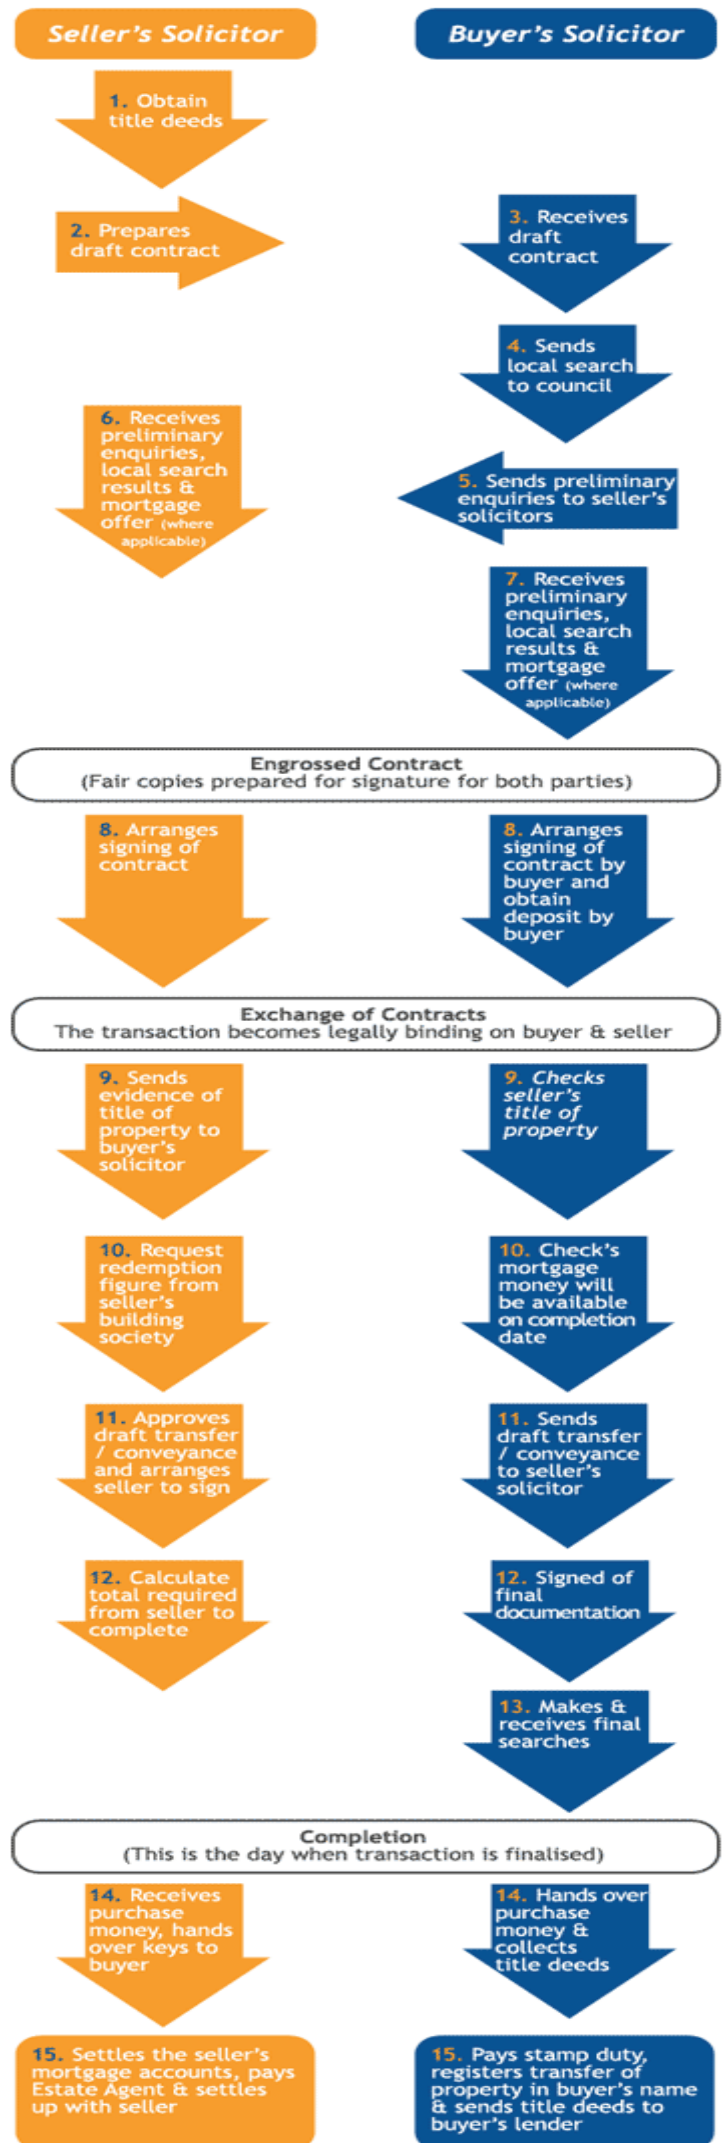 Seller's Solicitor
Buyer's Solicitor
1. Obtain
title deeds
2. Prepares
draft contract
3. Receives
draft
contract
4. Sends
local search
to council
5. Sends preliminary
enquiries to seller's
solicitors
6. Receives
preliminary
enquiries,
local search
results &
mortgage
offer (where
applicable)
7. Receives
preliminary
enquiries,
local search
results &
mortgage
offer (where
applicable)
Engrossed Contract
(Fair copies prepared for signature for both parties)
8. Arranges
signing of
contract
8. Arranges
signing of
contract by
buyer and
obtain
deposit by
buyer
Exchange of Contracts
The transaction becomes legally binding on buyer & seller
9. Sends
evidence of
title of
property to
buyer's
solicitor
9. Checks
seller's
title of
property
10. Request
redemption
figure from
seller's
building
society
10. Check's
mortgage
money will
be available
on completion
date
11. Approves
draft transfer
/ conveyance
and arranges
seller to sign
11. Sends
draft transfer
/ conveyance
to seller's
solicitor
12. Calculate
total required
from seller to
complete
12. Signed of
final
documentation
13. Makes &
receives final
searches
Completion
(This is the day when transaction is finalised)
14. Receives
purchase
money, hands
over keys to
buyer
14. Hands over
purchase
money &
collects
title deeds
15. Settles the seller's
mortgage accounts, pays
Estate Agent & settles
up with seller
15. Pays stamp duty,
registers transfer of
property in buyer's name
& sends title deeds to
buyer's lender